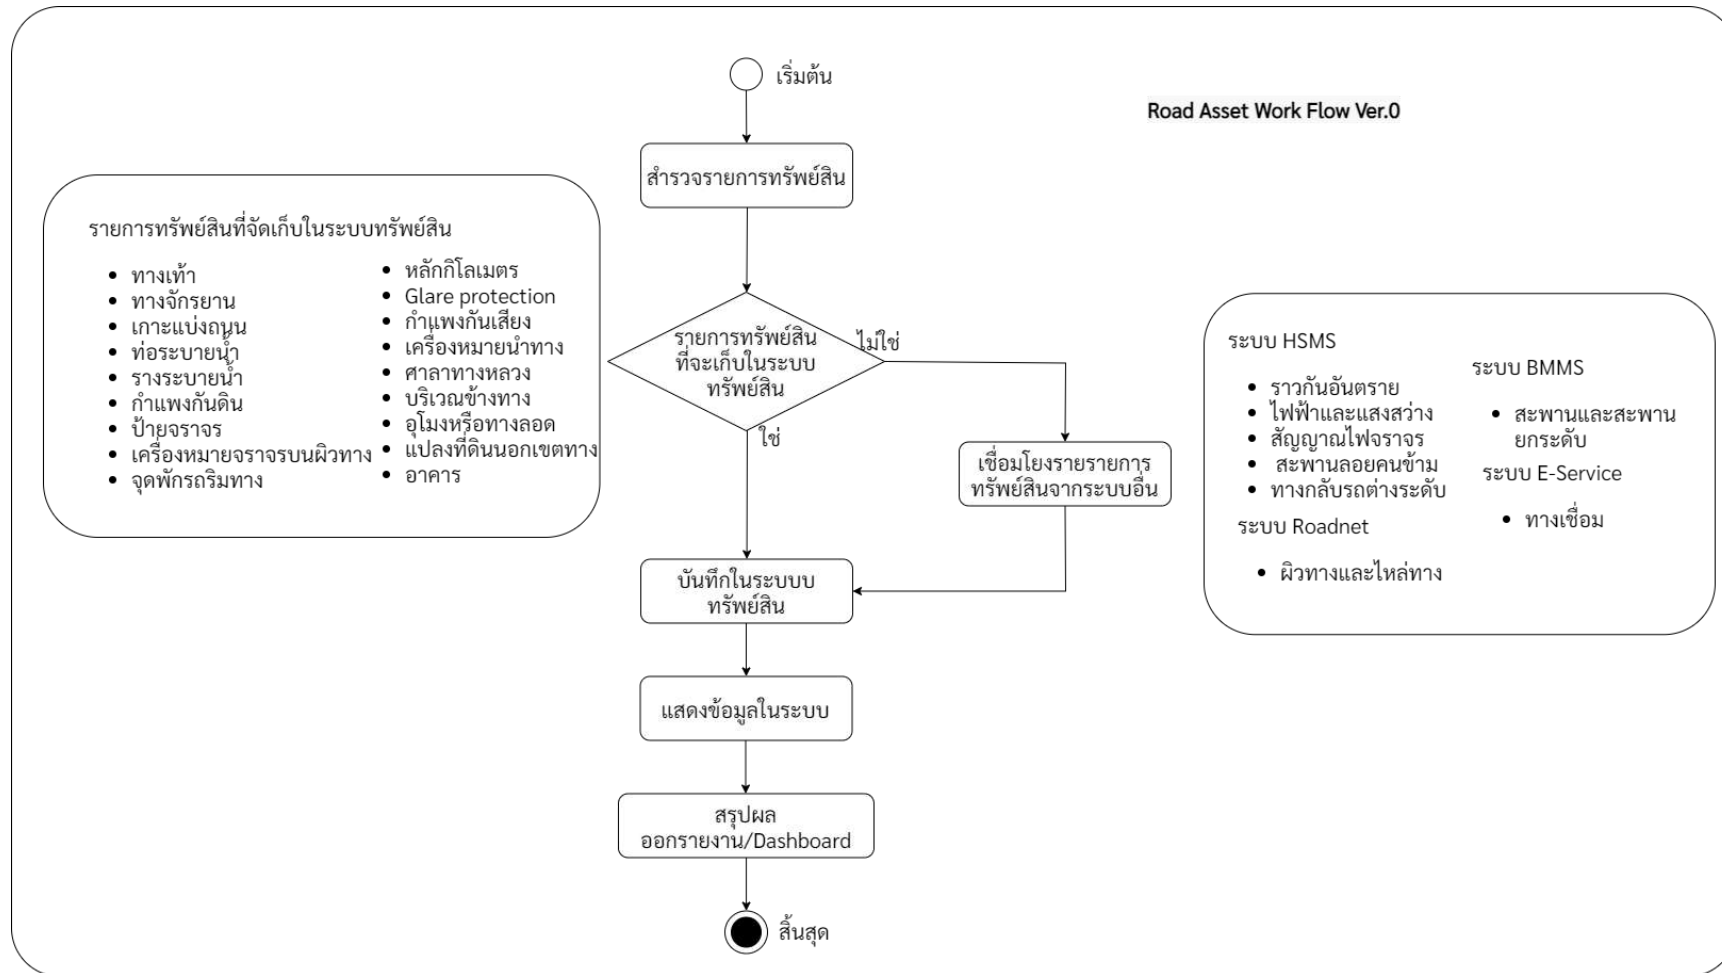 เริ่มต้น
Road Asset Work Flow Ver.0
สำรวจรายการทรัพย์สิน
รายการทรัพย์สินที่จัดเก็บในระบบทรัพย์สิน
ทางเท้า
ทางจักรยาน
เกาะแบ่งถนน
ท่อระบายน้ำ
รางระบายน้ำ
กำแพงกันดิน
ป้ายจราจร
เครื่องหมายจราจรบนผิวทาง
จุดพักรถริมทาง
หลักกิโลเมตร
Glare protection
กำแพงกันเสียง
เครื่องหมายนำทาง
ศาลาทางหลวง
บริเวณข้างทาง
อุโมงหรือทางลอด
แปลงที่ดินนอกเขตทาง
อาคาร
รายการทรัพย์สิน
ที่จะเก็บในระบบ
ทรัพย์สิน
ไม่ใช่
ใช่
เชื่อมโยงรายรายการ
ทรัพย์สินจากระบบอื่น
ระบบ HSMS
ราวกันอันตราย
ไฟฟ้าและแสงสว่าง
สัญญาณไฟจราจร
สะพานลอยคนข้าม
ทางกลับรถต่างระดับ
ระบบ Roadnet
ผิวทางและไหล่ทาง
ระบบ BMMS
สะพานและสะพาน
ยกระดับ
ระบบ E-Service
ทางเชื่อม
บันทึกในระบบบ
ทรัพย์สิน
แสดงข้อมูลในระบบ
สรุปผล
ออกรายงาน/Dashboard
สิ้นสุด